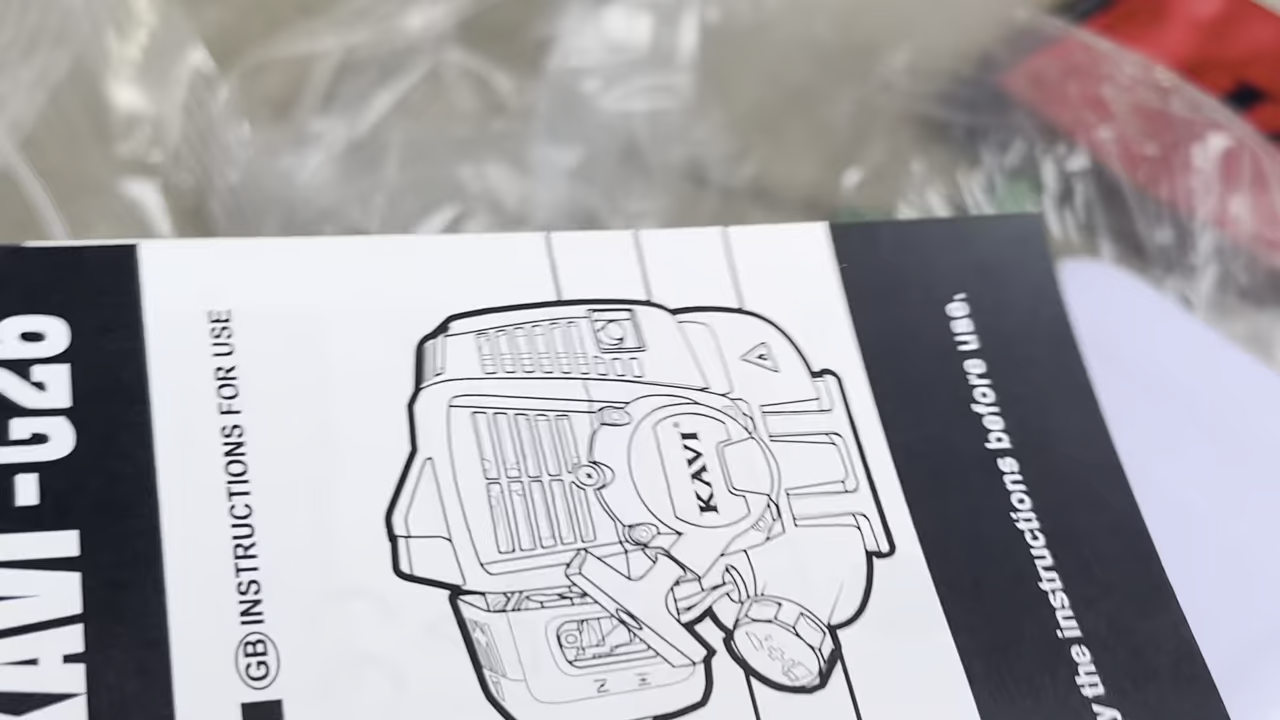 KAVI-G26
GB INSTRUCTIONS FOR USE
KAVI
the instructions before use.